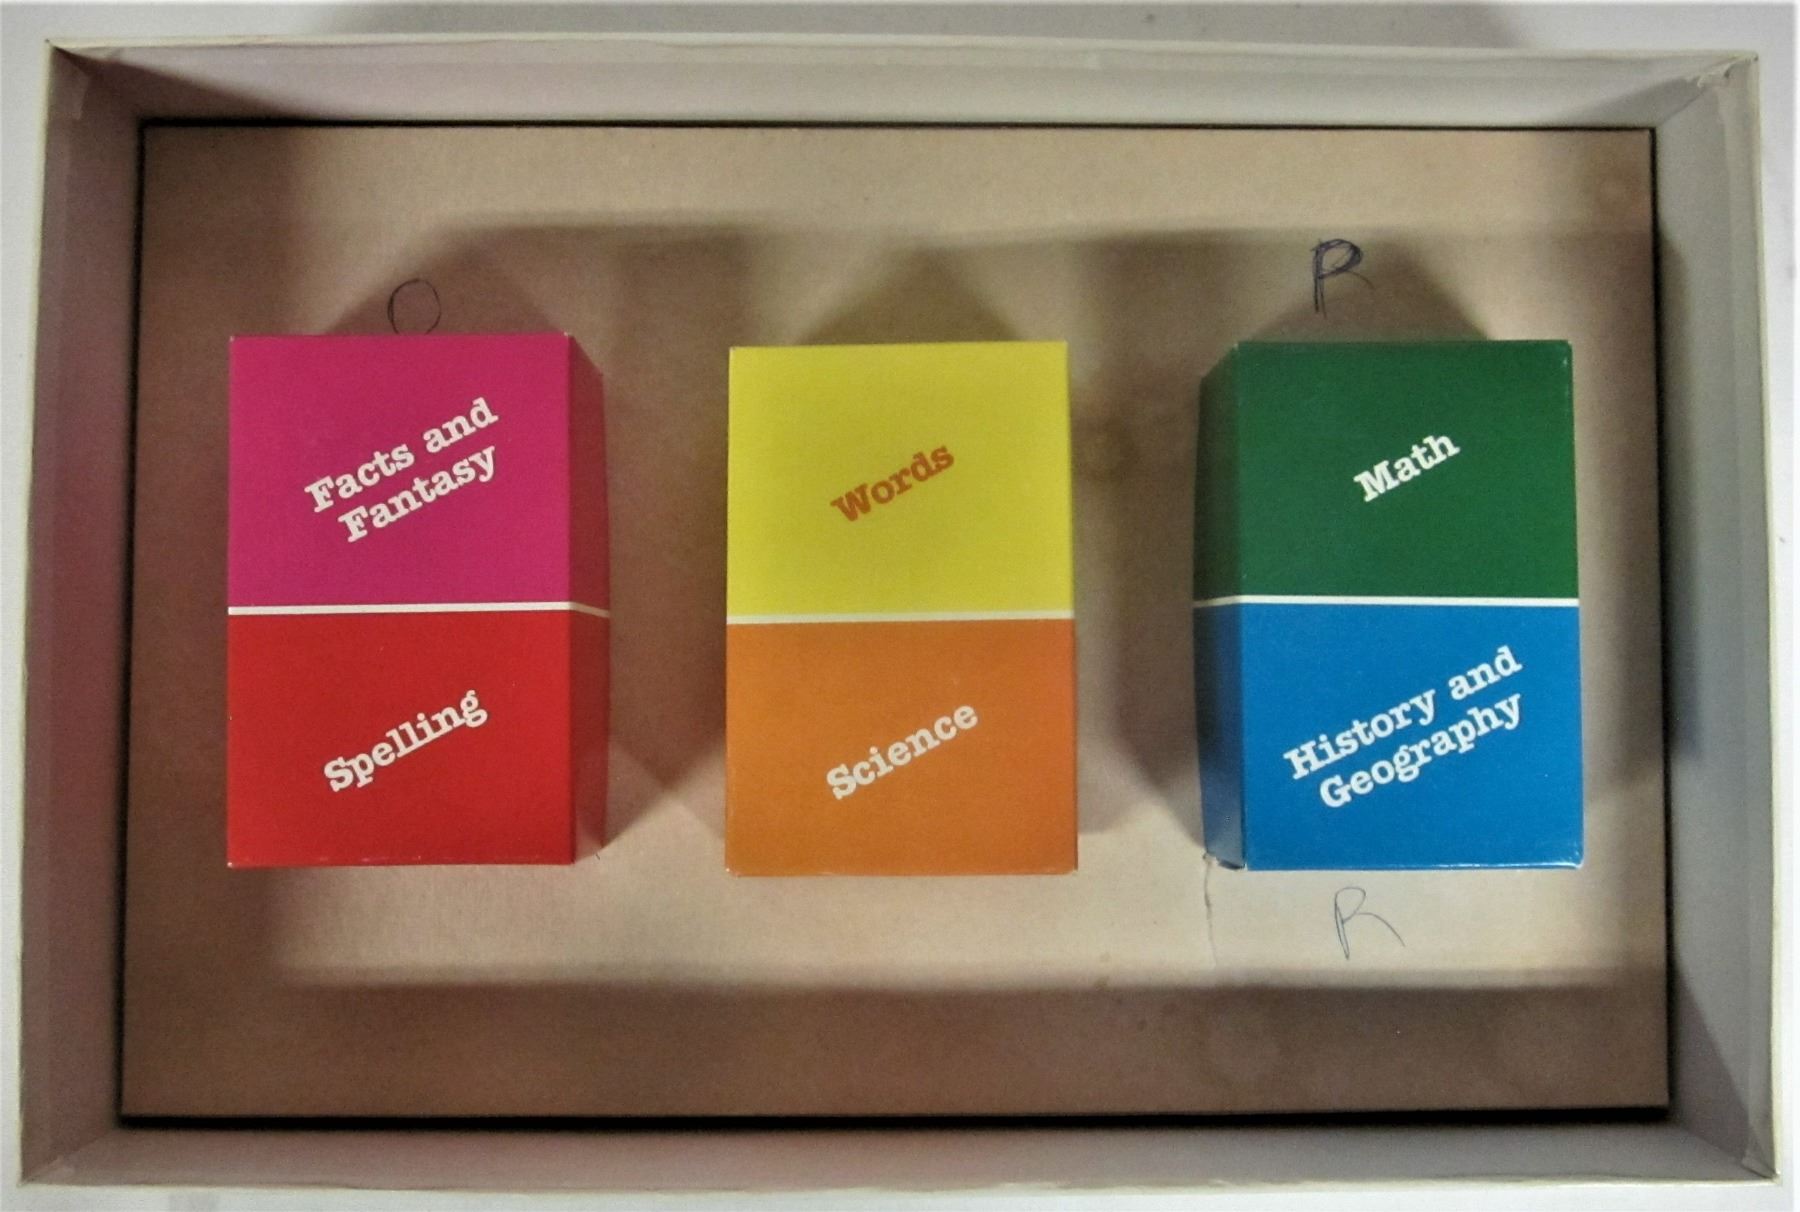 O
R
Facts and
Fantasy
Words
Math
Spelling
Science
History and
Geography
R